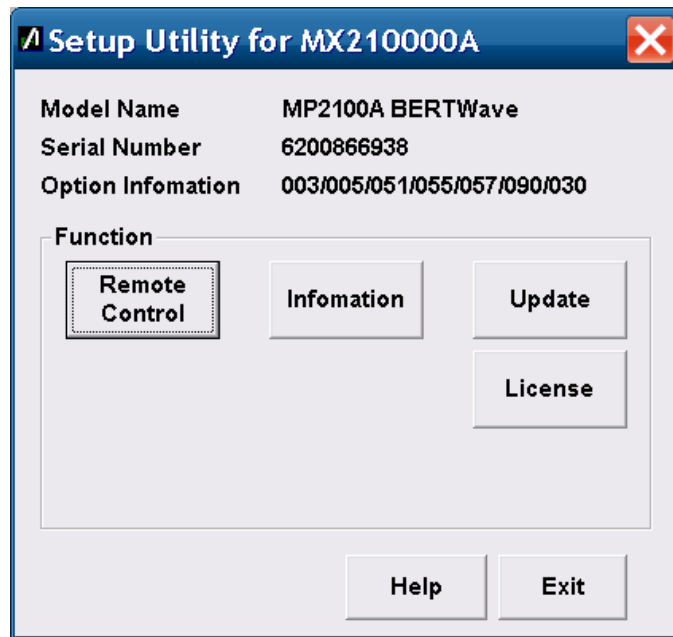 Setup Utility for MX210000A
Model Name MP2100A BERTWave
Serial Number 6200866938
Option Infomation 003/005/051/055/057/090/030
Function
Remote
Control
Infomation
Update
License
Help
Exit